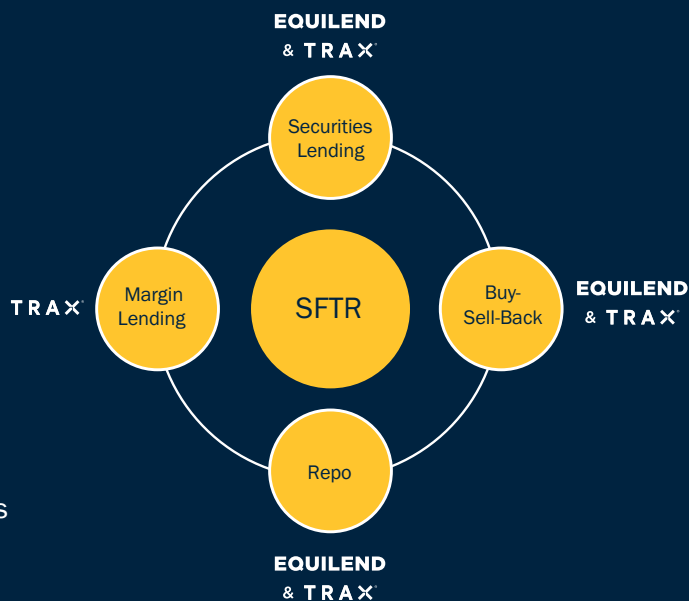 EQUILEND
& TRAX
Securities
Lending
TRAX
Margin
Lending
SFTR
Buy-
Sell-Back
EQUILEND
& TRAX
Repo
s
EQUILEND
& TRAX